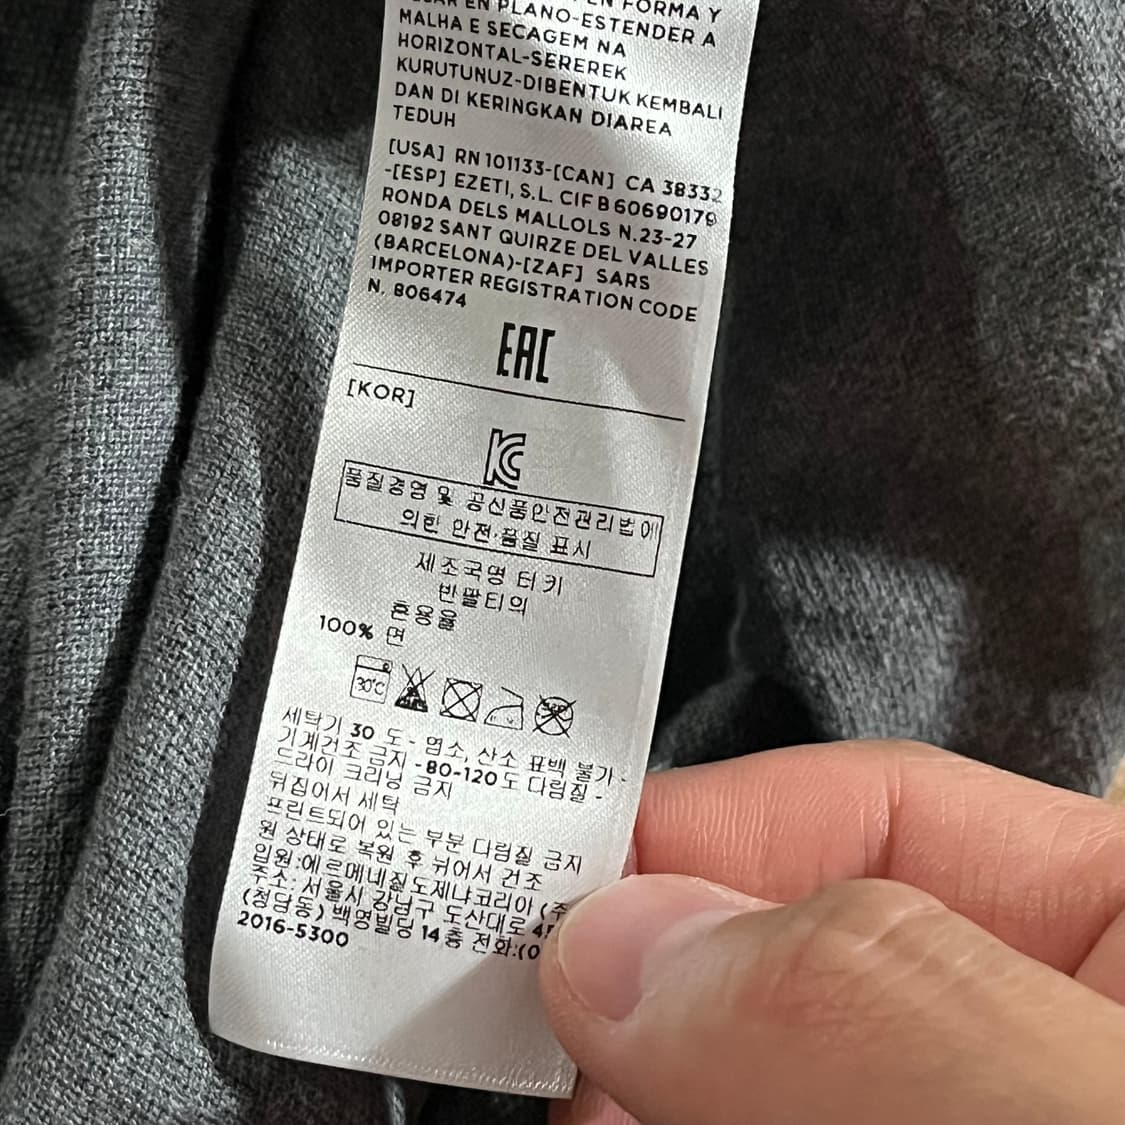 EN FORMA Y
EN PLANO-ESTENDER A
MALHA E SECAGEM NA
HORIZONTAL-SEREREK
KURUTUNUZ-DIBENTUK KEMBALI
DAN DI KERINGKAN DIAREA
TEDUH
[USA] RN 101133-[CAN] CA 38332
-[ESP] EZETI, S.L. CIF B60690179
RONDA DELS MALLOLS N.23-27
08192 SANT QUIRZE DEL VALLES
(BARCELONA)-[ZAF] SARS
IMPORTER REGISTRATION CODE
N. 806474
EAC
[KOR]
KC
품질경영 및 공산품안전관리법에
의한 안전·품질 표시
제조국명 터키
반팔티의
혼용율
100% 면
30°C
세탁기 30 도- 염소, 산소 표백 불가 -
기계건조 금지 -80-120도 다림질 -
드라이 크리닝 금지
뒤집어서 세탁
프린트되어 있는 부분 다림질 금지
원 상태로 복원 후 뉘어서 건조
입원:에르메네질도제냐코리아 (주
주소: 서울시 강남구 도산대로
(청담동) 백영빌딩 14층 전화:(0
2016-5300